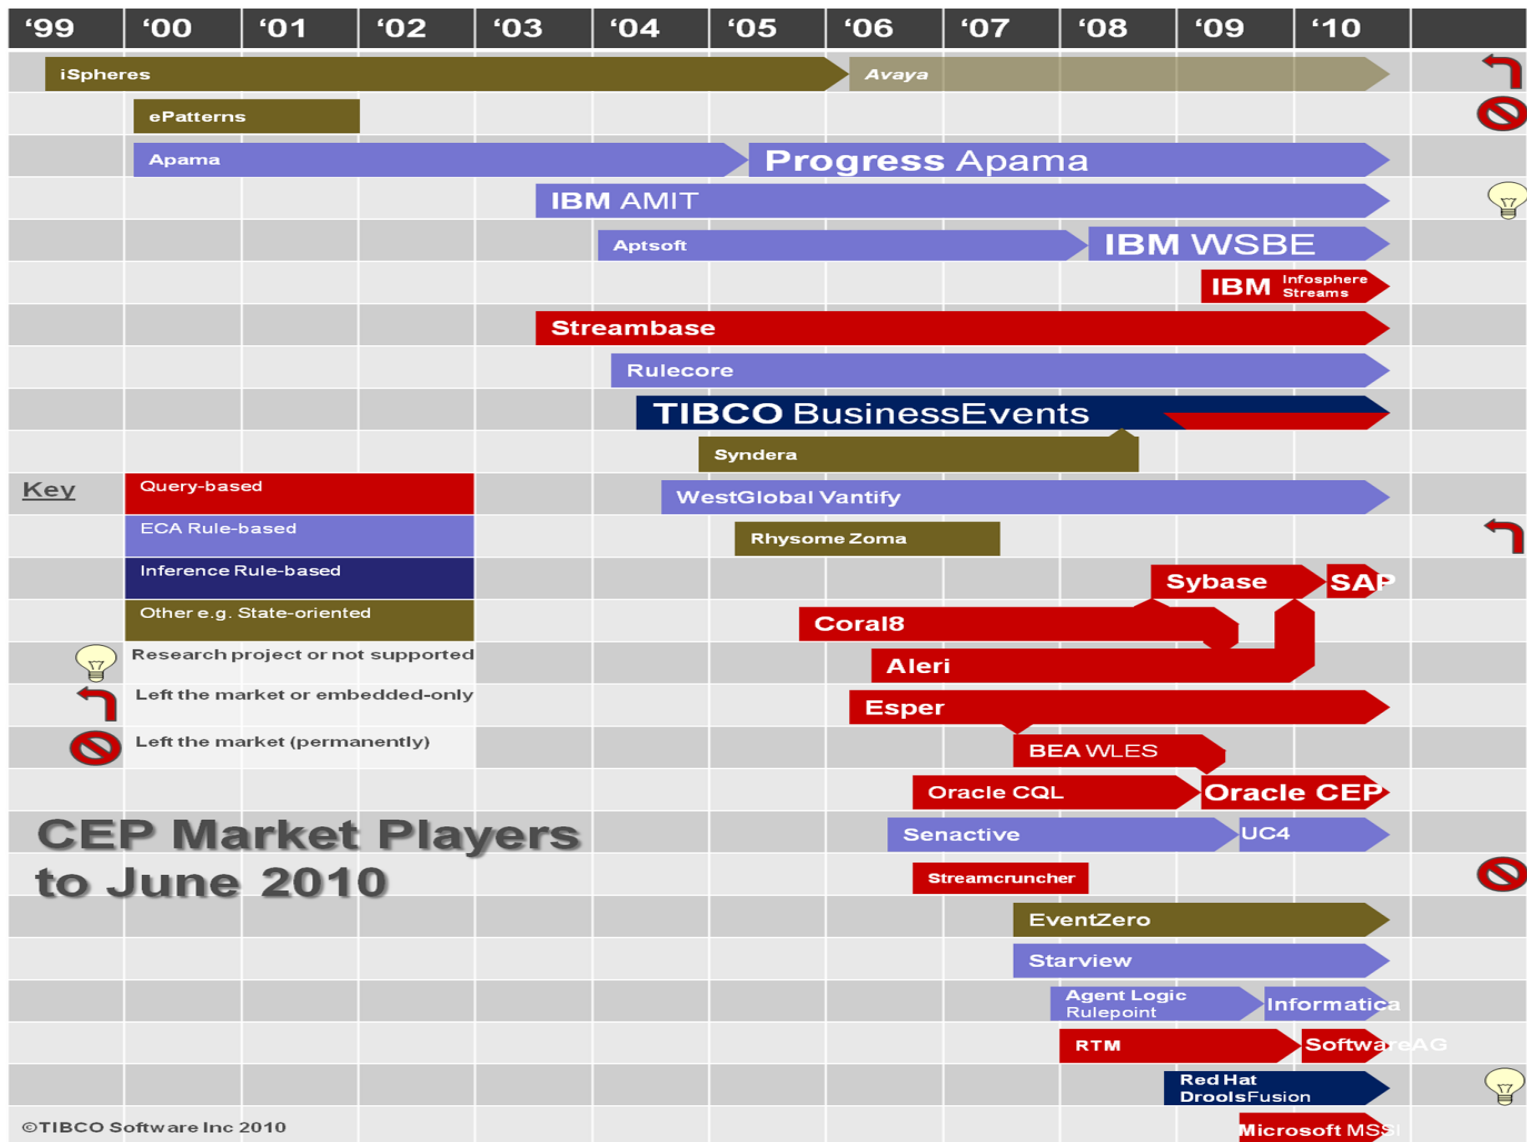 ‘99 ‘00 ‘01 ‘02 ‘03 ‘04 ‘05 ‘06 ‘07 ‘08 ‘09 ‘10
iSpheres Avaya
ePatterns
Apama Progress Apama
IBM AMIT
Aptsoft IBM WSBE
IBM Infosphere
Streams
Streambase
Rulecore
TIBCO BusinessEvents
Syndera
Key
Query-based
WestGlobal Vantify
ECA Rule-based
Rhysome Zoma
Inference Rule-based
Sybase SAP
Other e.g. State-oriented
Coral8
Research project or not supported
Aleri
Left the market or embedded-only
Esper
Left the market (permanently)
BEA WLES
Oracle CQL Oracle CEP
CEP Market Players
to June 2010
Senactive UC4
Streamcruncher
EventZero
Starview
Agent Logic
Rulepoint
Informatica
RTM SoftwareAG
Red Hat
DroolsFusion
©TIBCO Software Inc 2010
Microsoft MSSI